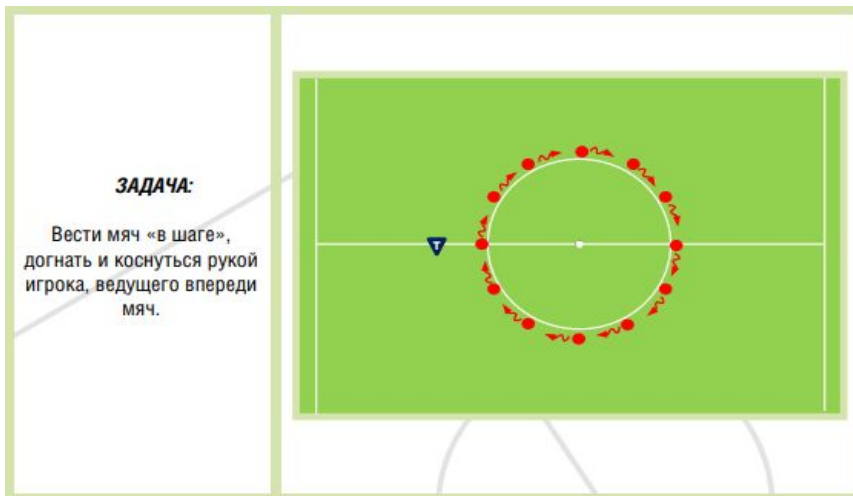 ЗАДАЧА:
Вести мяч «в шаге»,
догнать и коснуться рукой
игрока, ведущего впереди
мяч.
Т